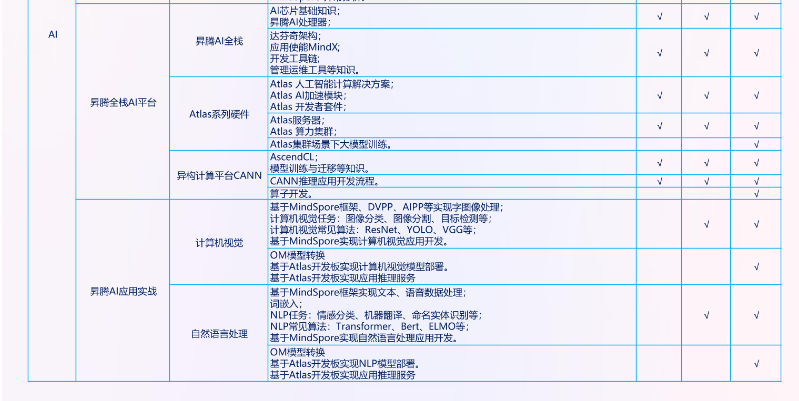 AI
昇腾全栈AI平台
昇腾AI全栈
AI芯片基础知识；
昇腾AI处理器；
√ √ √
达芬奇架构；
应用使能MindX；
开发工具链；
管理运维工具等知识。
√ √ √
Atlas系列硬件
Atlas 人工智能计算解决方案；
Atlas AI加速模块；
Atlas 开发者套件；
√ √ √
Atlas服务器；
Atlas 算力集群；
√ √ √
Atlas集群场景下大模型训练。
√
异构计算平台CANN
AscendCL；
模型训练与迁移等知识。
√ √ √
CANN推理应用开发流程。
√ √ √
算子开发。
√
昇腾AI应用实战
计算机视觉
基于MindSpore框架、DVPP、AIPP等实现字图像处理；
计算机视觉任务：图像分类、图像分割、目标检测等；
计算机视觉常见算法：ResNet、YOLO、VGG等；
基于MindSpore实现计算机视觉应用开发。
√ √
OM模型转换
基于Atlas开发板实现计算机视觉模型部署。
基于Atlas开发板实现应用推理服务
√
自然语言处理
基于MindSpore框架实现文本、语音数据处理；
词嵌入；
NLP任务：情感分类、机器翻译、命名实体识别等；
NLP常见算法：Transformer、Bert、ELMO等；
基于MindSpore实现自然语言处理应用开发。
√ √
OM模型转换
基于Atlas开发板实现NLP模型部署。
基于Atlas开发板实现应用推理服务
√